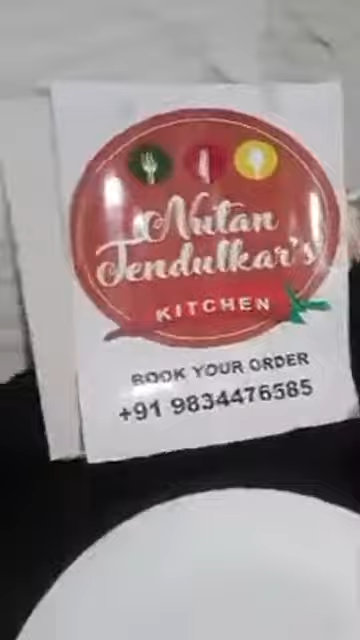 Nutan
Tendulkar's
KITCHEN
BOOK YOUR ORDER
+91 9834476585